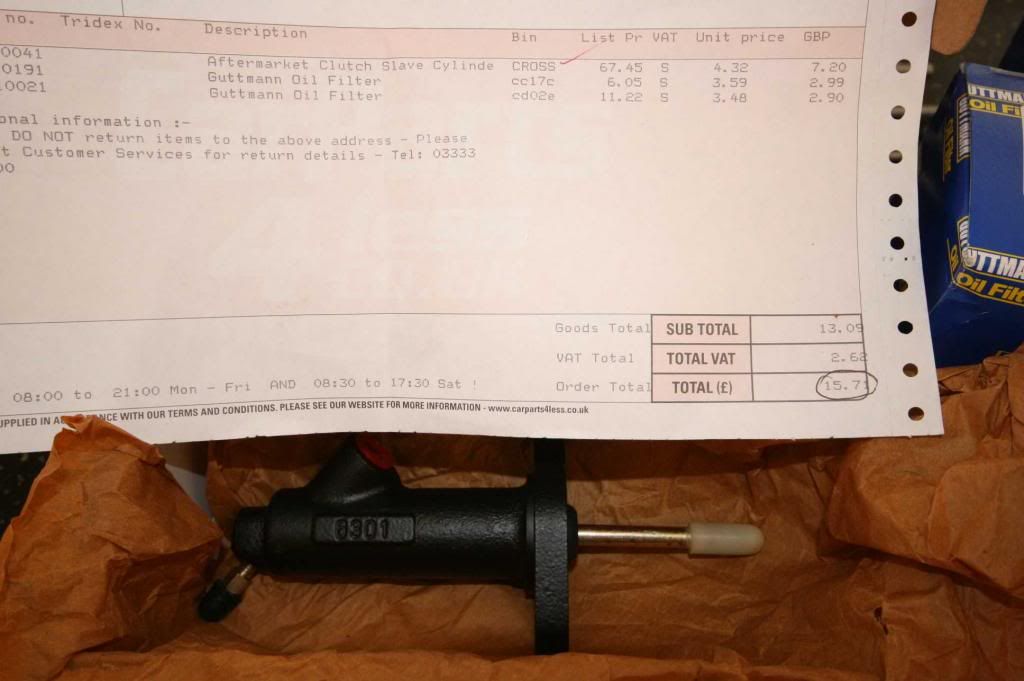 no. Tridex No. Description Bin List Pr VAT Unit price GBP
0041 Aftermarket Clutch Slave Cylinde CROSS 67.45 S 4.32 7.20
0191 Guttmann Oil Filter cc17c 6.05 S 3.59 2.99
0021 Guttmann Oil Filter cd02e 11.22 S 3.48 2.90
onal information :-
DO NOT return items to the above address - Please
t Customer Services for return details - Tel: 03333
00
Goods Total SUB TOTAL 13.09
VAT Total TOTAL VAT 2.62
08:00 to 21:00 Mon - Fri AND 08:30 to 17:30 Sat ! Order Total TOTAL (£) 15.71
UPPLIED IN ACCORDANCE WITH OUR TERMS AND CONDITIONS. PLEASE SEE OUR WEBSITE FOR MORE INFORMATION - www.carparts4less.co.uk
UTTMA
Oil Fi
UTTMA
Oil Filt
6301